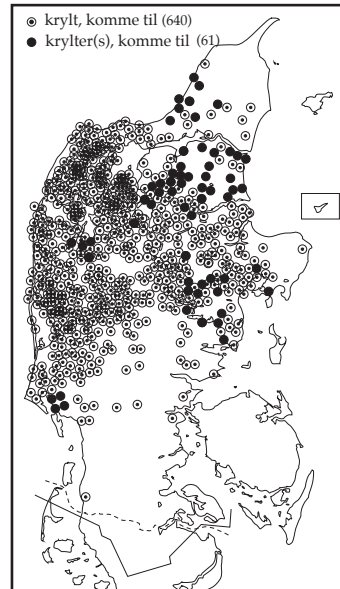 krylt, komme til (640)
krylter(s), komme til (61)